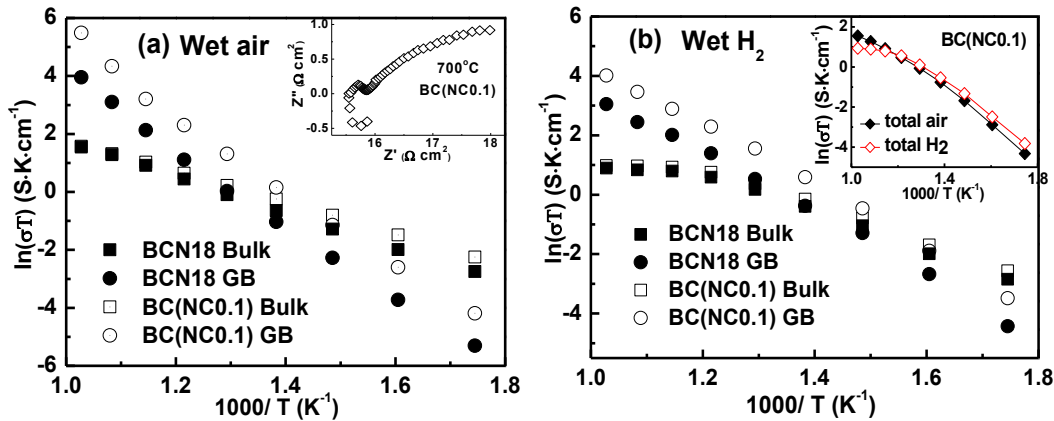 (a) Wet air
ln(σT) (S·K·cm⁻¹)
6
4
2
0
-2
-4
-6
1.0 1.2 1.4 1.6 1.8
1000/ T (K⁻¹)
BCN18 Bulk
BCN18 GB
BC(NC0.1) Bulk
BC(NC0.1) GB
Z'' (Ω cm²)
1.0
0.5
0.0
-0.5
16 17 18
Z' (Ω cm²)
700°C
BC(NC0.1)
(b) Wet H₂
ln(σT) (S·K·cm⁻¹)
6
4
2
0
-2
-4
1.0 1.2 1.4 1.6 1.8
1000/ T (K⁻¹)
BCN18 Bulk
BCN18 GB
BC(NC0.1) Bulk
BC(NC0.1) GB
BC(NC0.1)
ln(σT) (S·K·cm⁻¹)
2
0
-2
-4
total air
total H₂
1.0 1.2 1.4 1.6 1.8
1000/ T (K⁻¹)